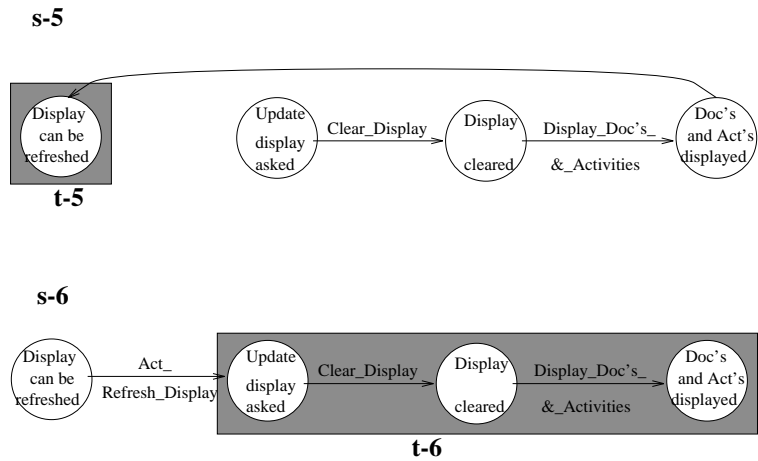 s-5
Display
can be
refreshed
t-5
Update
display
asked
Clear_Display
Display
cleared
Display_Doc's_
&_Activities
Doc's
and Act's
displayed
s-6
Display
can be
refreshed
Act_
Refresh_Display
Update
display
asked
Clear_Display
Display
cleared
Display_Doc's_
&_Activities
Doc's
and Act's
displayed
t-6